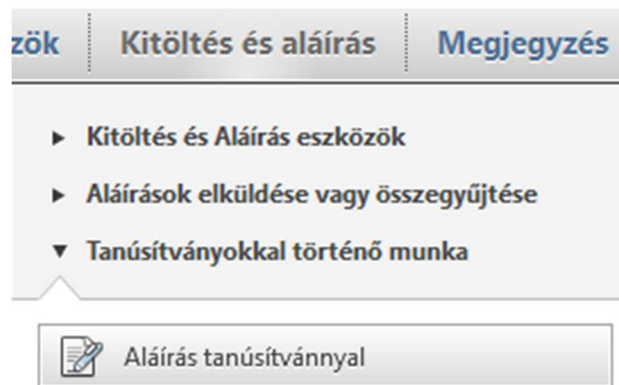 zök Kitöltés és aláírás Megjegyzés
Kitöltés és Aláírás eszközök
Aláírások elküldése vagy összegyűjtése
Tanúsítványokkal történő munka
Aláírás tanúsítvánnyal